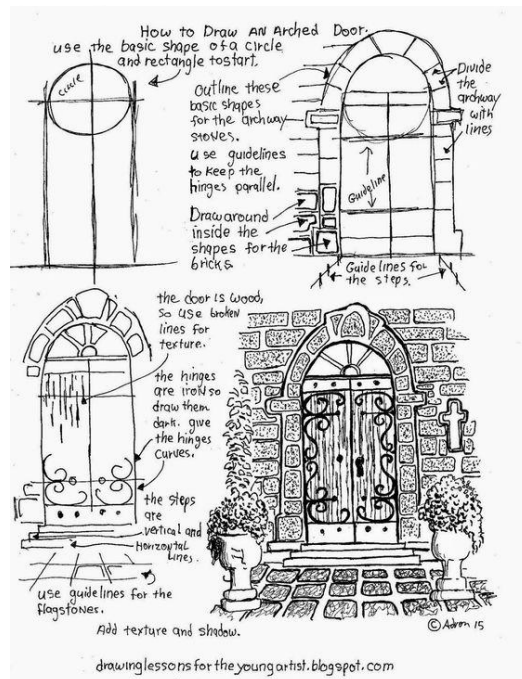 How to Draw An Arched Door.
use the basic shape of a circle
and rectangle to start.
Circle
Outline these
basic shapes
for the archway
stones.
use guidelines
to keep the
hinges parallel.
Draw around
inside the
shapes for the
bricks
Divide
the
archway
with
lines
Guideline
Guide lines for
the steps.
the door is wood,
so use broken
lines for
texture.
the hinges
are iron so
draw them
dark. give
the hinges
curves.
the steps
are
vertical and
Horizontal
Lines.
use guidelines for the
flagstones.
Add texture and shadow.
© Adron 15
drawinglessonsfortheyoungartist.blogspot.com